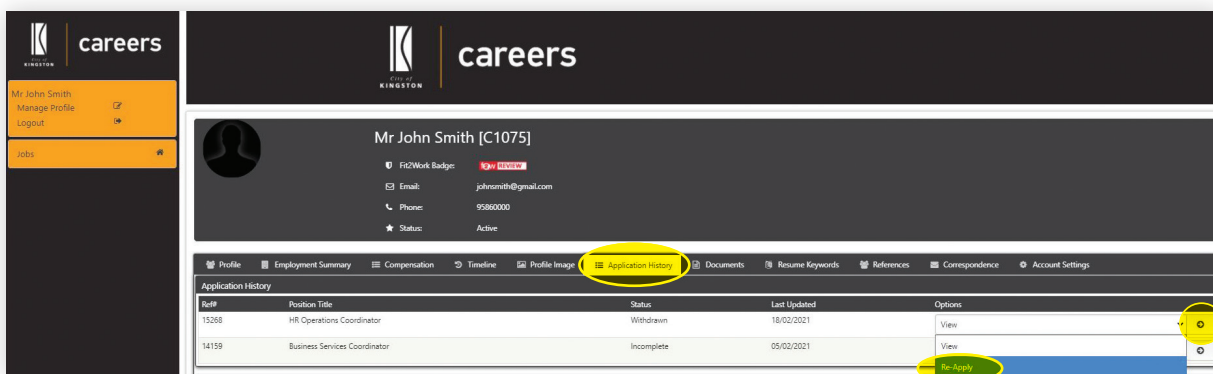 City of
KINGSTON
careers
Mr John Smith
Manage Profile
Logout
Jobs
City of
KINGSTON
careers
Mr John Smith [C1075]
Fit2Work Badge: REVIEW
Email: johnsmith@gmail.com
Phone: 95860000
Status: Active
Profile Employment Summary Compensation Timeline Profile Image Application History Documents Resume Keywords References Correspondence Account Settings
Application History
Ref# Position Title Status Last Updated Options
15268 HR Operations Coordinator Withdrawn 18/02/2021 View
14159 Business Services Coordinator Incomplete 05/02/2021 View
Re-Apply